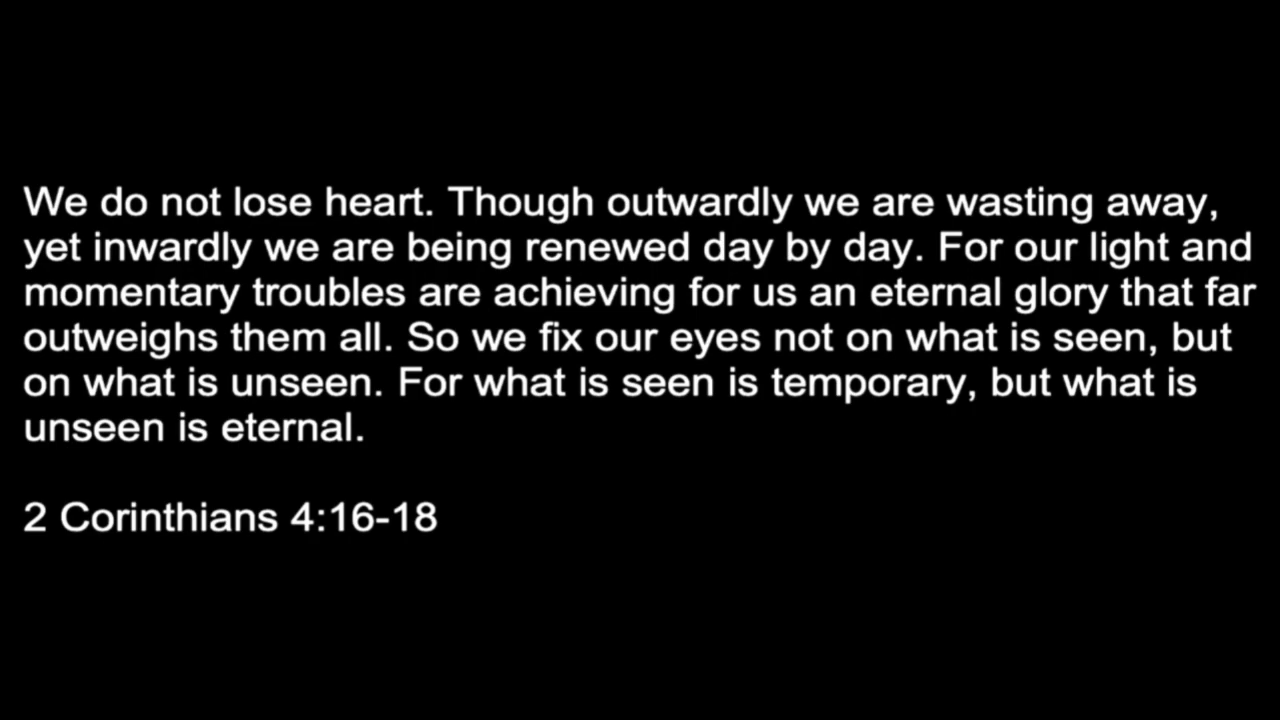 We do not lose heart. Though outwardly we are wasting away,
yet inwardly we are being renewed day by day. For our light and
momentary troubles are achieving for us an eternal glory that far
outweighs them all. So we fix our eyes not on what is seen, but
on what is unseen. For what is seen is temporary, but what is
unseen is eternal.
2 Corinthians 4:16-18